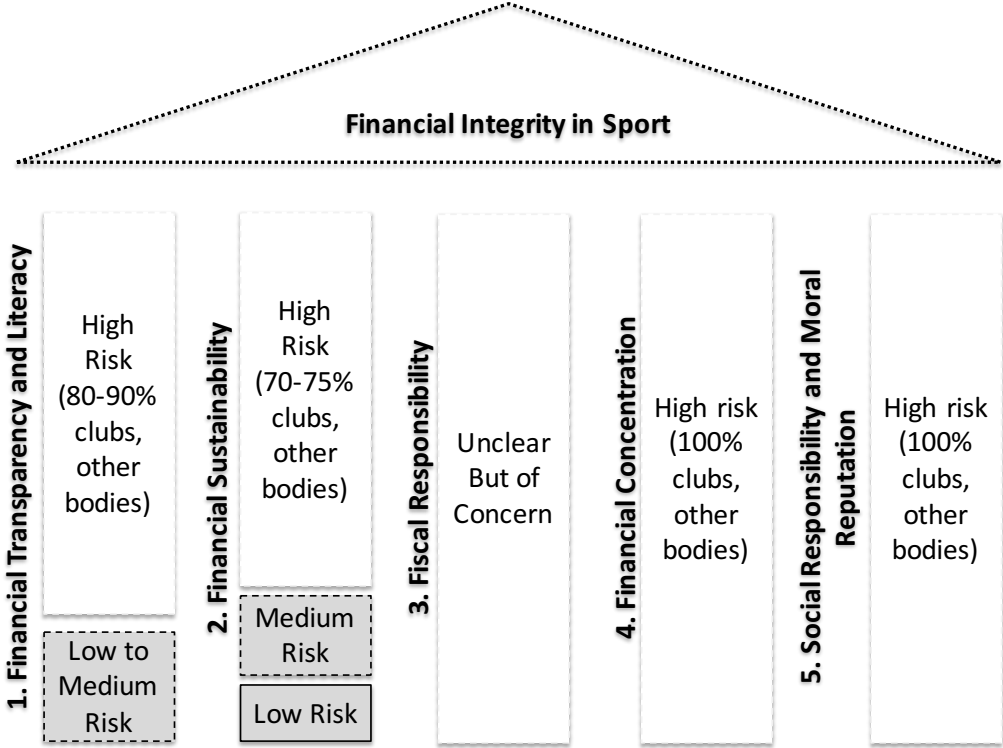 Financial Integrity in Sport
1. Financial Transparency and Literacy
High
Risk
(80-90%
clubs,
other
bodies)
Low to
Medium
Risk
2. Financial Sustainability
High
Risk
(70-75%
clubs,
other
bodies)
Medium
Risk
Low Risk
3. Fiscal Responsibility
Unclear
But of
Concern
4. Financial Concentration
High risk
(100%
clubs,
other
bodies)
5. Social Responsibility and Moral
Reputation
High risk
(100%
clubs,
other
bodies)